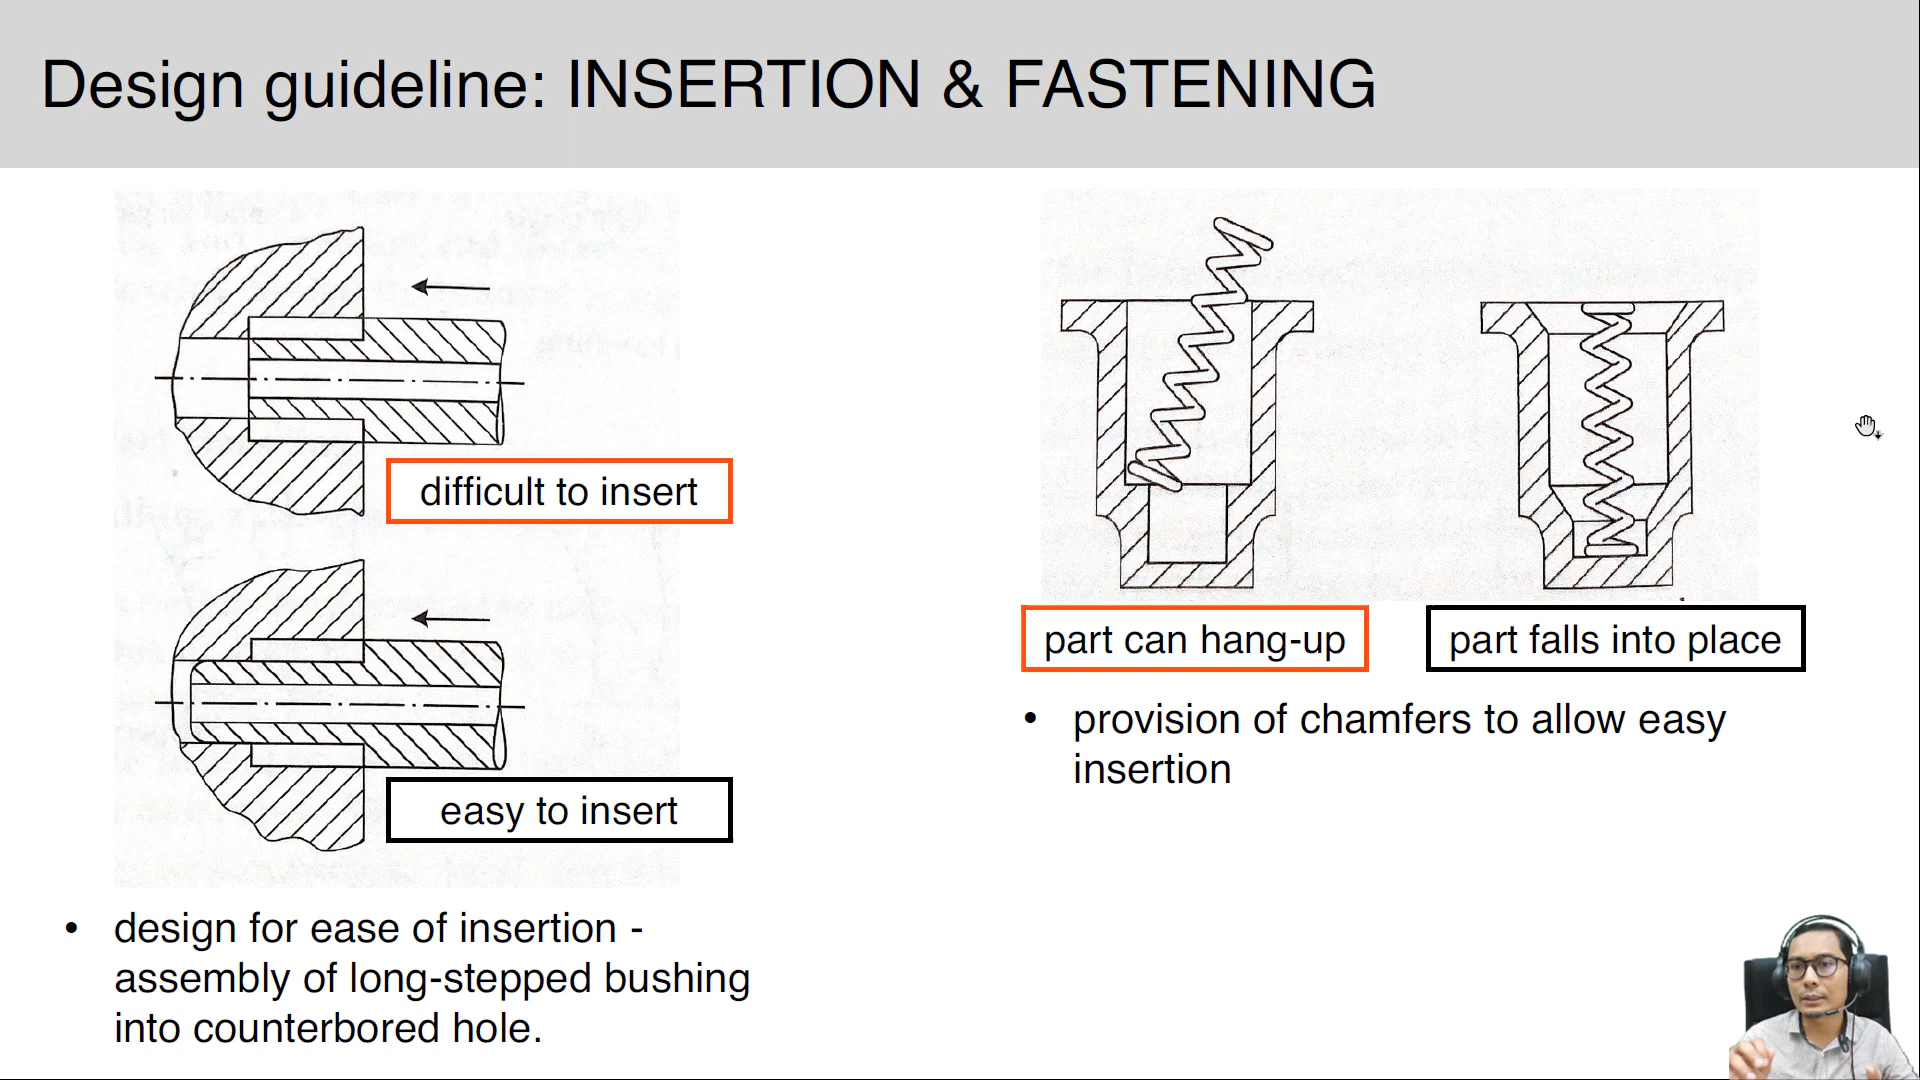 Design guideline: INSERTION & FASTENING
difficult to insert
easy to insert
• design for ease of insertion -
assembly of long-stepped bushing
into counterbored hole.
part can hang-up
part falls into place
• provision of chamfers to allow easy
insertion